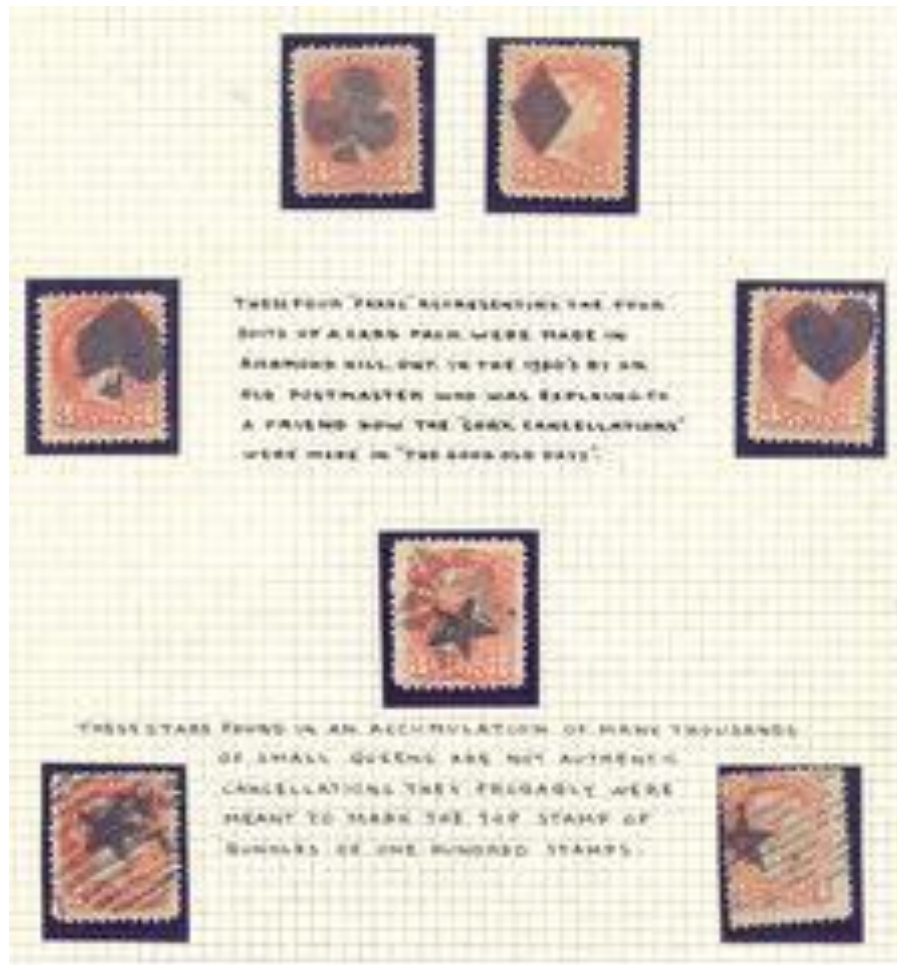 THESE FOUR "FAKES" REPRESENTING THE FOUR
SUITS OF A CARD PACK WERE MADE IN
HILL, ONT. IN THE BY AN
OLD POSTMASTER WHO WAS EXPLAINING TO
A FRIEND HOW THE "CORK CANCELLATIONS"
WERE MADE IN "THE GOOD OLD DAYS".
THESE STARS FOUND IN AN ACCUMULATION OF MANY THOUSANDS
OF SMALL QUEENS ARE NOT AUTHENTIC
CANCELLATIONS THEY PROBABLY WERE
MEANT TO MARK THE TOP STAMP OF
BUNDLES OF ONE HUNDRED STAMPS.